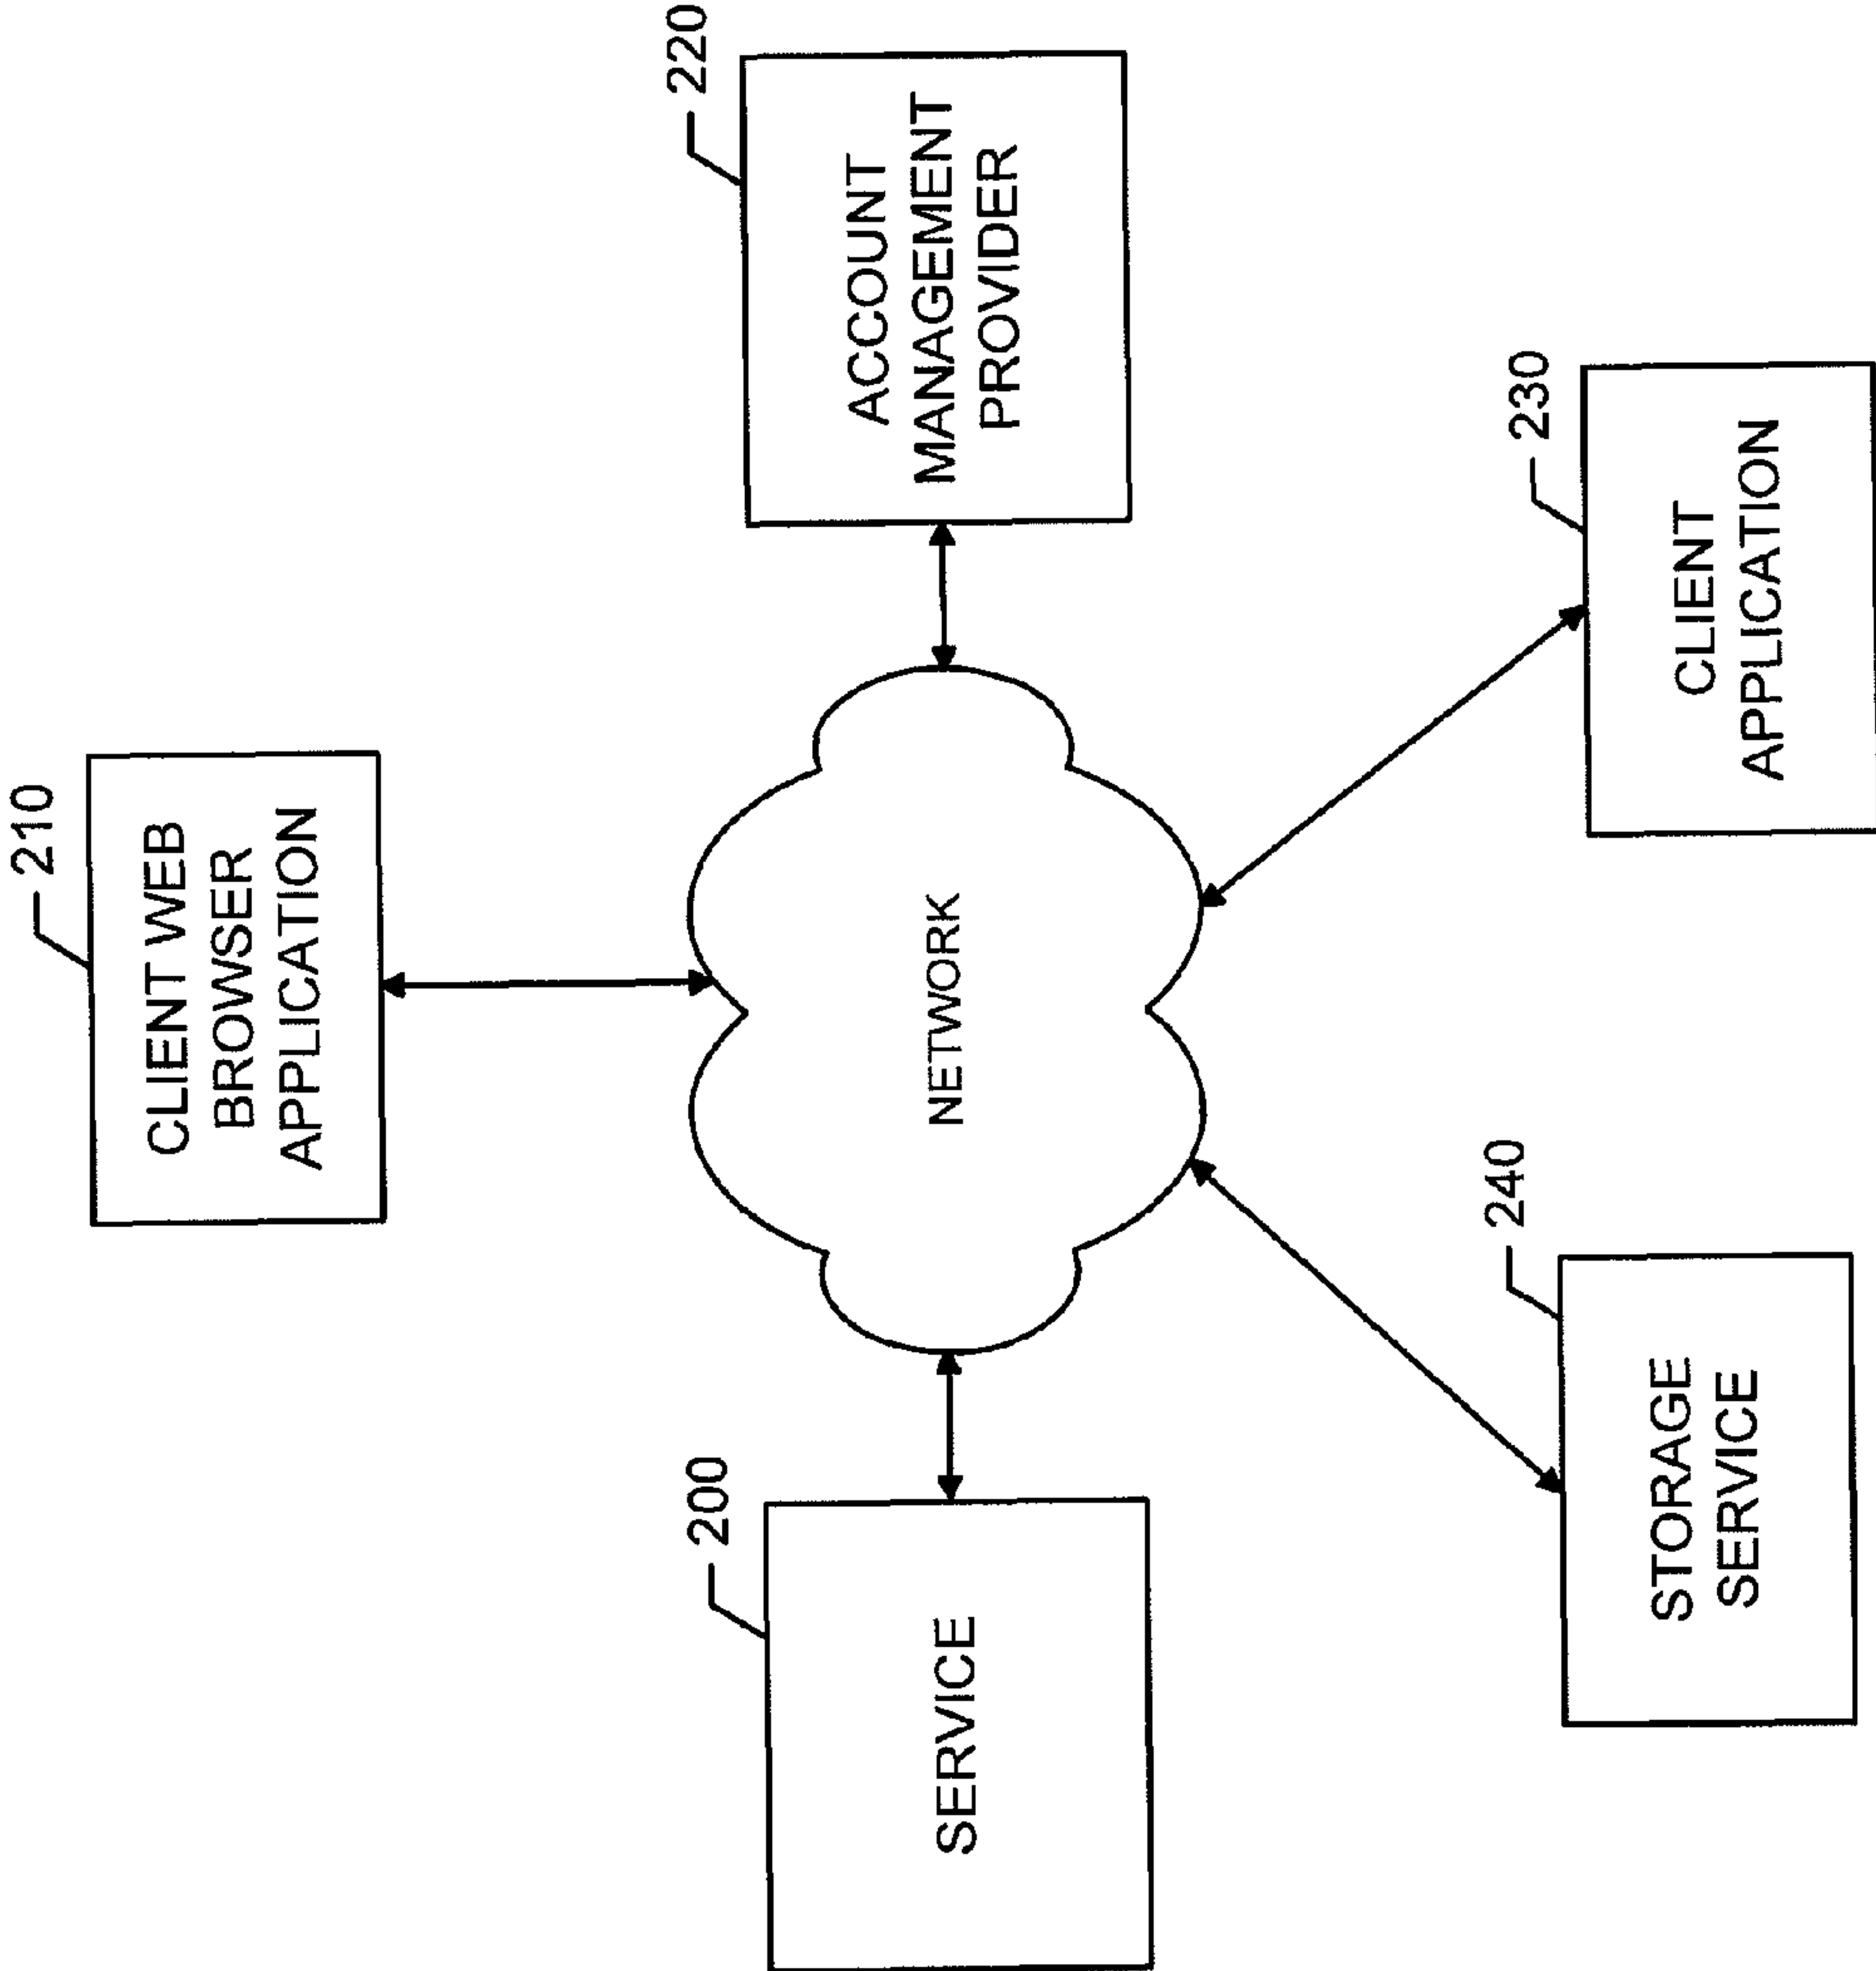 210
CLIENT WEB
BROWSER
APPLICATION
200
SERVICE
NETWORK
220
ACCOUNT
MANAGEMENT
PROVIDER
240
STORAGE
SERVICE
230
CLIENT
APPLICATION